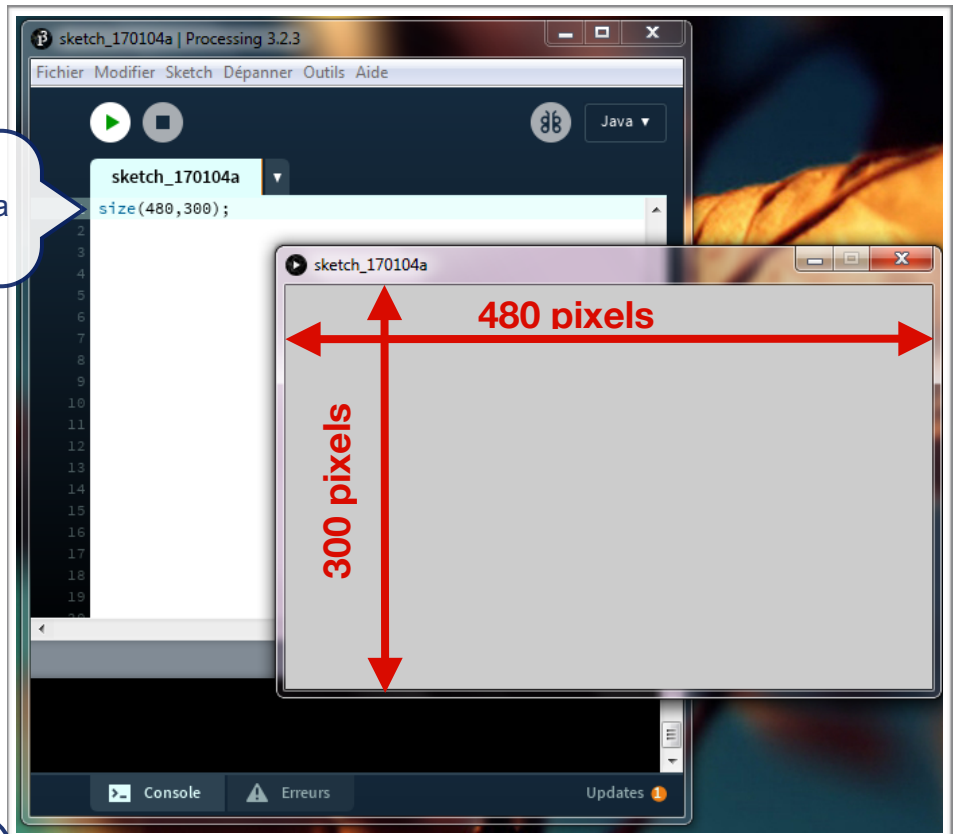 sketch_170104a | Processing 3.2.3
Fichier Modifier Sketch Dépanner Outils Aide
Java
sketch_170104a
a
size(480,300);
2
3
4
5
6
7
8
9
10
11
12
13
14
15
16
17
18
19
sketch_170104a
480 pixels
300 pixels
Console
Erreurs
Updates 1